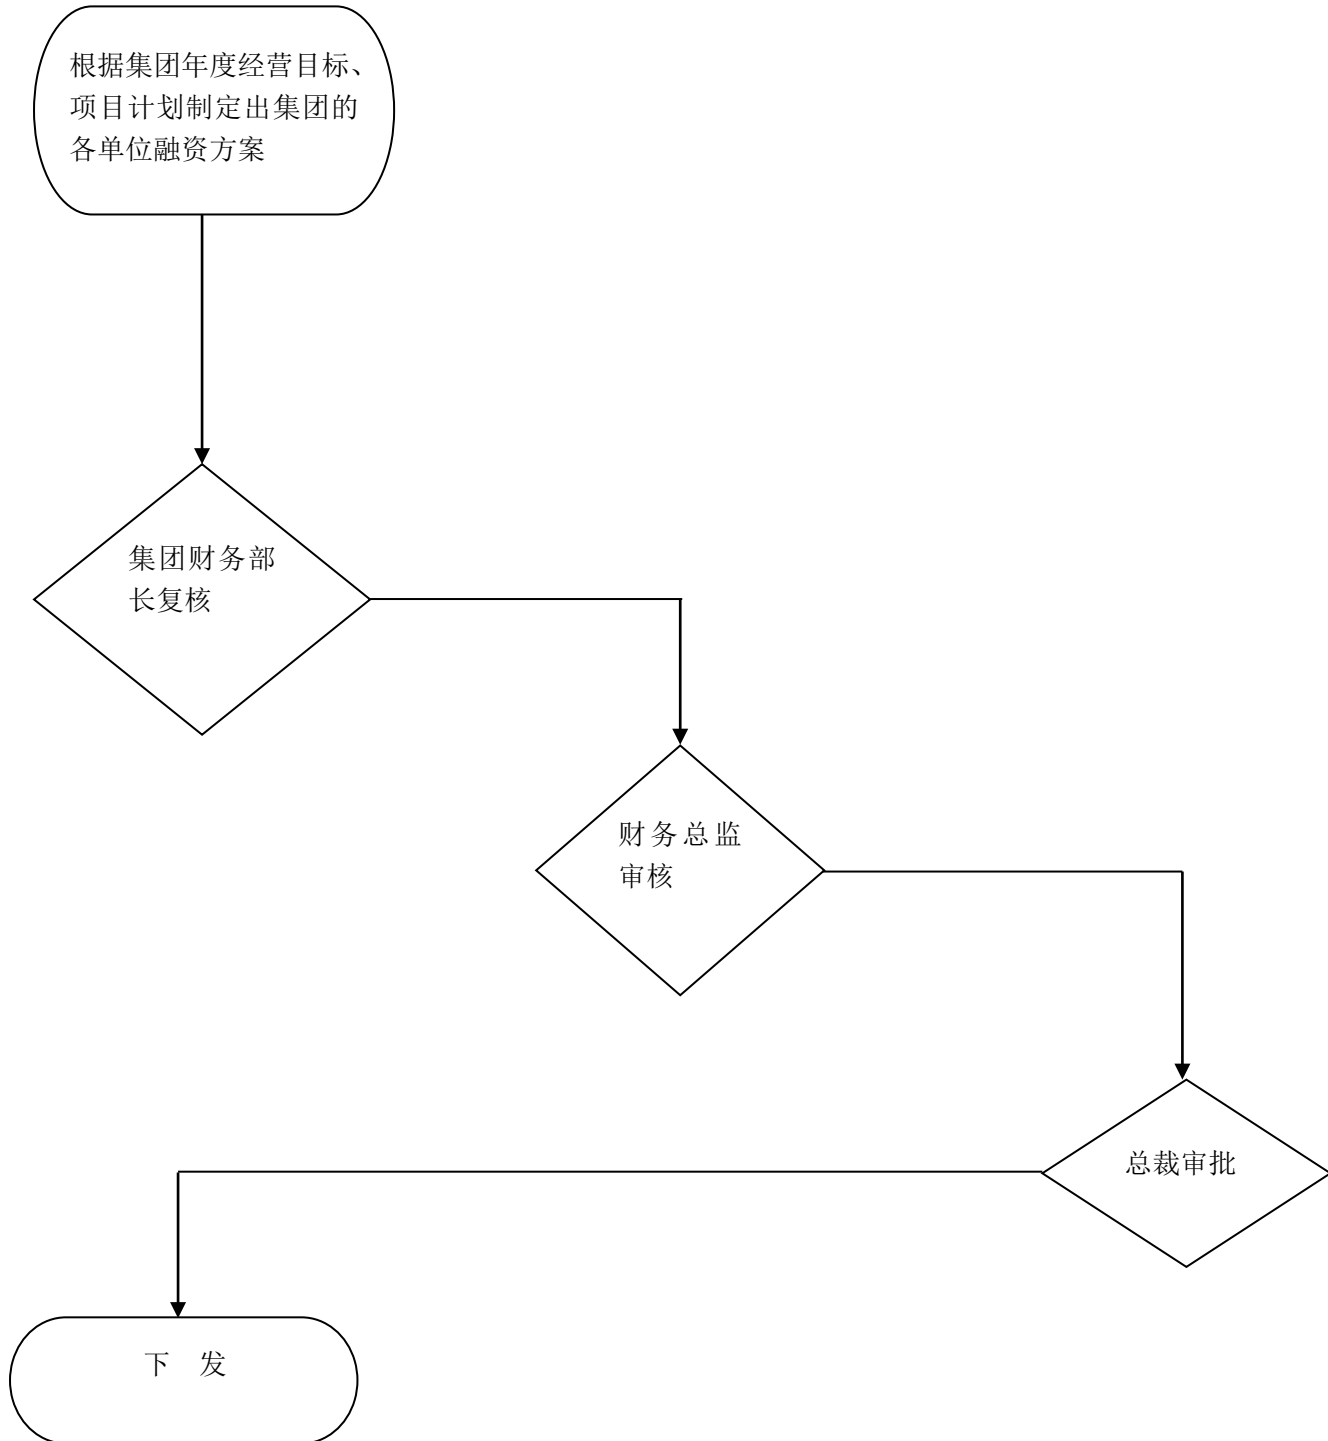 根据集团年度经营目标、
项目计划制定出集团的
各单位融资方案
集团财务部
长复核
财务总监
审核
总裁审批
下 发